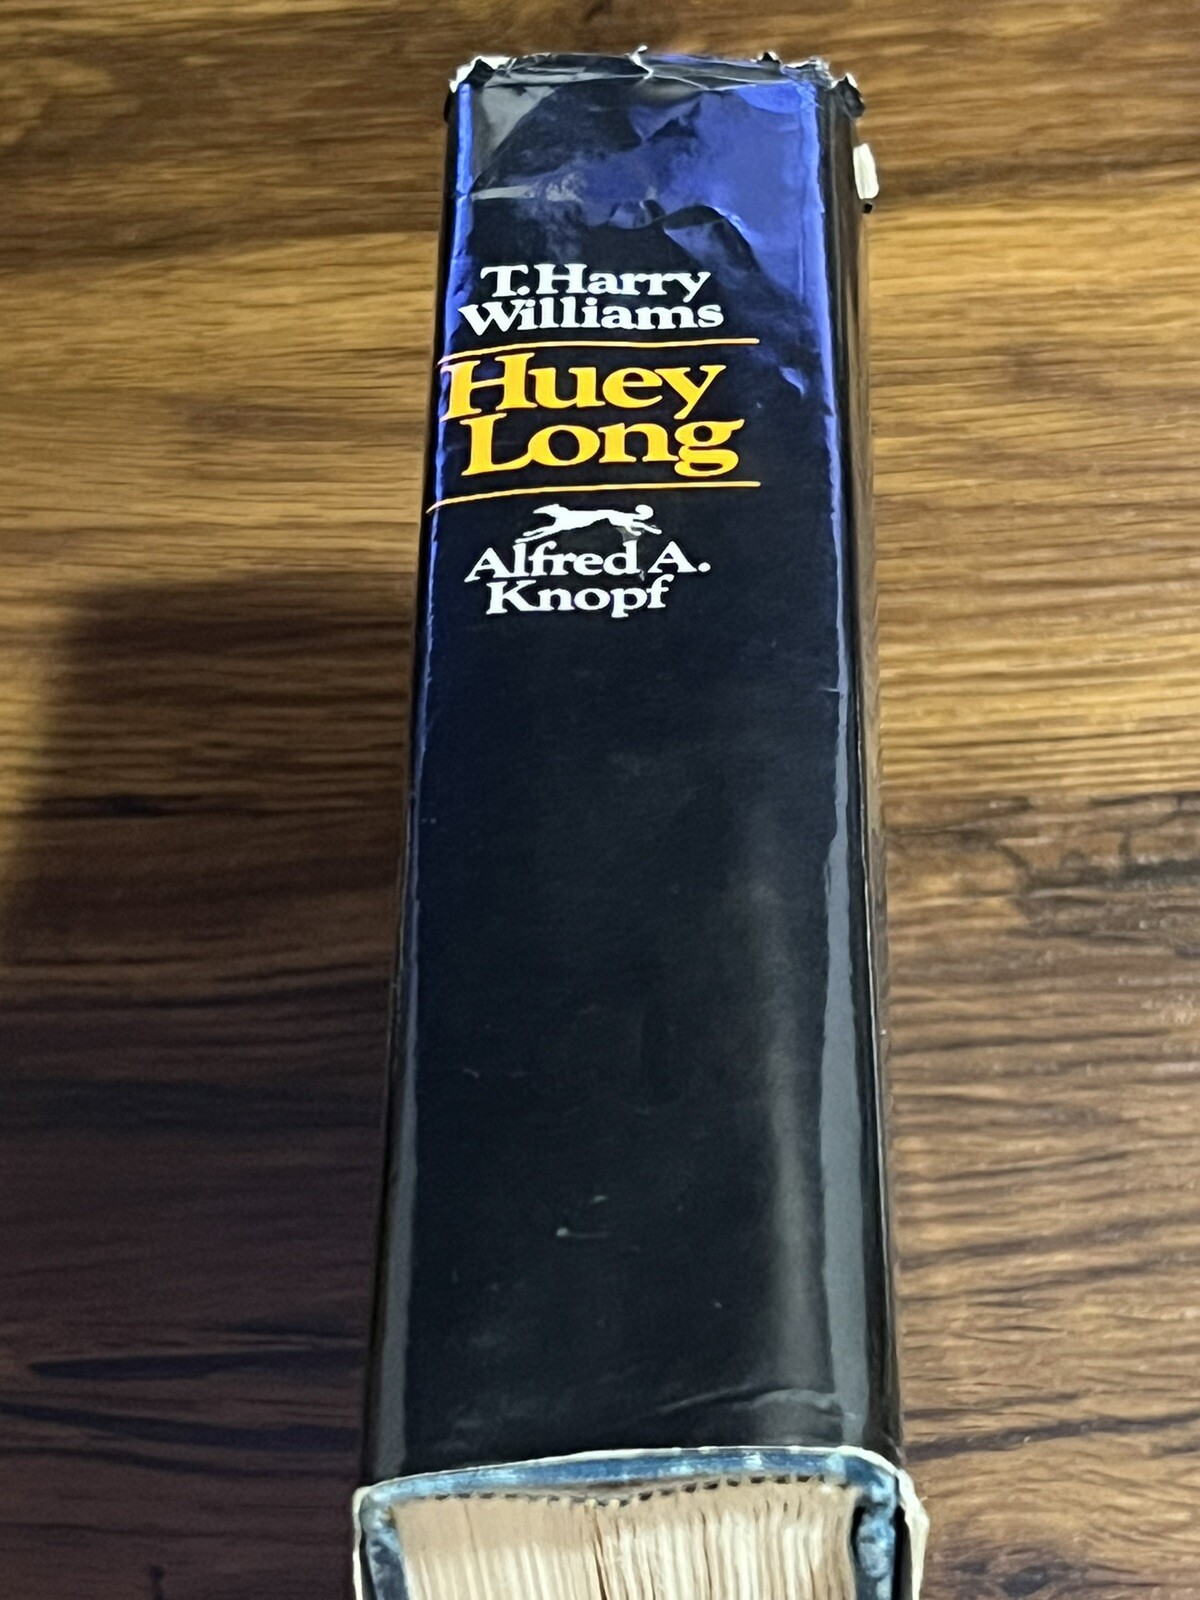 T. Harry
Williams
Huey
Long
Alfred A.
Knopf